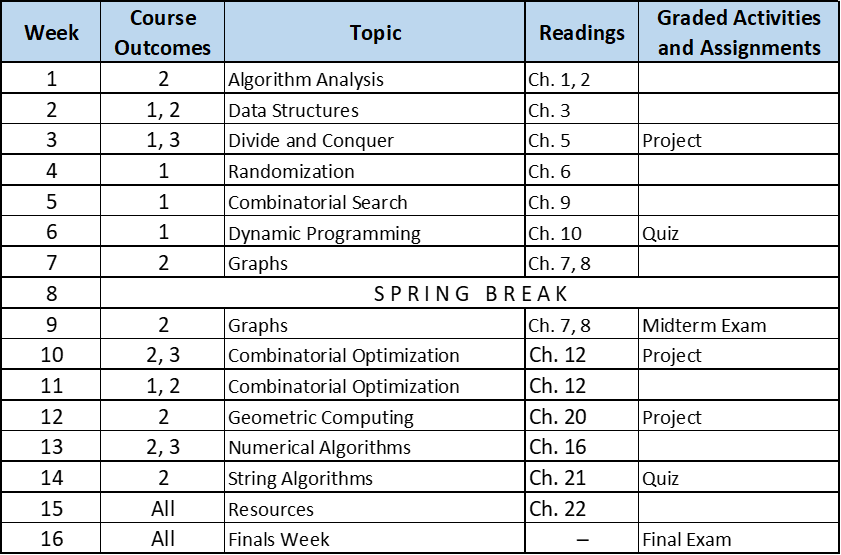 Week Course Outcomes Topic Readings Graded Activities and Assignments
1 2 Algorithm Analysis Ch. 1, 2
2 1, 2 Data Structures Ch. 3
3 1, 3 Divide and Conquer Ch. 5 Project
4 1 Randomization Ch. 6
5 1 Combinatorial Search Ch. 9
6 1 Dynamic Programming Ch. 10 Quiz
7 2 Graphs Ch. 7, 8
8 SPRING BREAK
9 2 Graphs Ch. 7, 8 Midterm Exam
10 2, 3 Combinatorial Optimization Ch. 12 Project
11 1, 2 Combinatorial Optimization Ch. 12
12 2 Geometric Computing Ch. 20 Project
13 2, 3 Numerical Algorithms Ch. 16
14 2 String Algorithms Ch. 21 Quiz
15 All Resources Ch. 22
16 All Finals Week – Final Exam